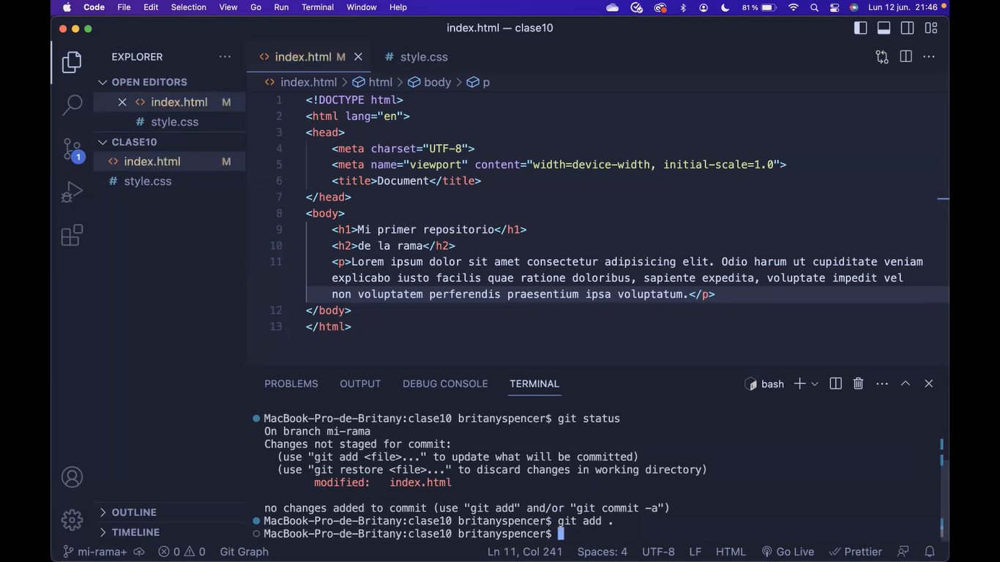 Code File Edit Selection View Go Run Terminal Window Help 81 % Lun 12 jun. 21:46
index.html — clase10
EXPLORER
OPEN EDITORS
index.html M
style.css
CLASE10
index.html M
style.css
OUTLINE
TIMELINE
1
index.html M
style.css
index.html > html > body > p
1 <!DOCTYPE html>
2 <html lang="en">
3 <head>
4 <meta charset="UTF-8">
5 <meta name="viewport" content="width=device-width, initial-scale=1.0">
6 <title>Document</title>
7 </head>
8 <body>
9 <h1>Mi primer repositorio</h1>
10 <h2>de la rama</h2>
11 <p>Lorem ipsum dolor sit amet consectetur adipisicing elit. Odio harum ut cupiditate veniam
explicabo iusto facilis quae ratione doloribus, sapiente expedita, voluptate impedit vel
non voluptatem perferendis praesentium ipsa voluptatum.</p>
12 </body>
13 </html>
PROBLEMS OUTPUT DEBUG CONSOLE TERMINAL bash
MacBook-Pro-de-Britany:clase10 britanyspencer$ git status
On branch mi-rama
Changes not staged for commit:
(use "git add <file>..." to update what will be committed)
(use "git restore <file>..." to discard changes in working directory)
modified: index.html
no changes added to commit (use "git add" and/or "git commit -a")
MacBook-Pro-de-Britany:clase10 britanyspencer$ git add .
MacBook-Pro-de-Britany:clase10 britanyspencer$
mi-rama+ 0 0 Git Graph Ln 11, Col 241 Spaces: 4 UTF-8 LF HTML Go Live Prettier